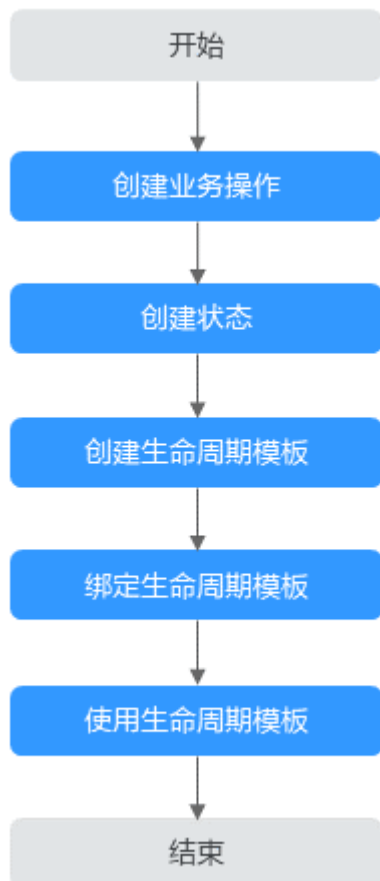 开始
创建业务操作
创建状态
创建生命周期模板
绑定生命周期模板
使用生命周期模板
结束